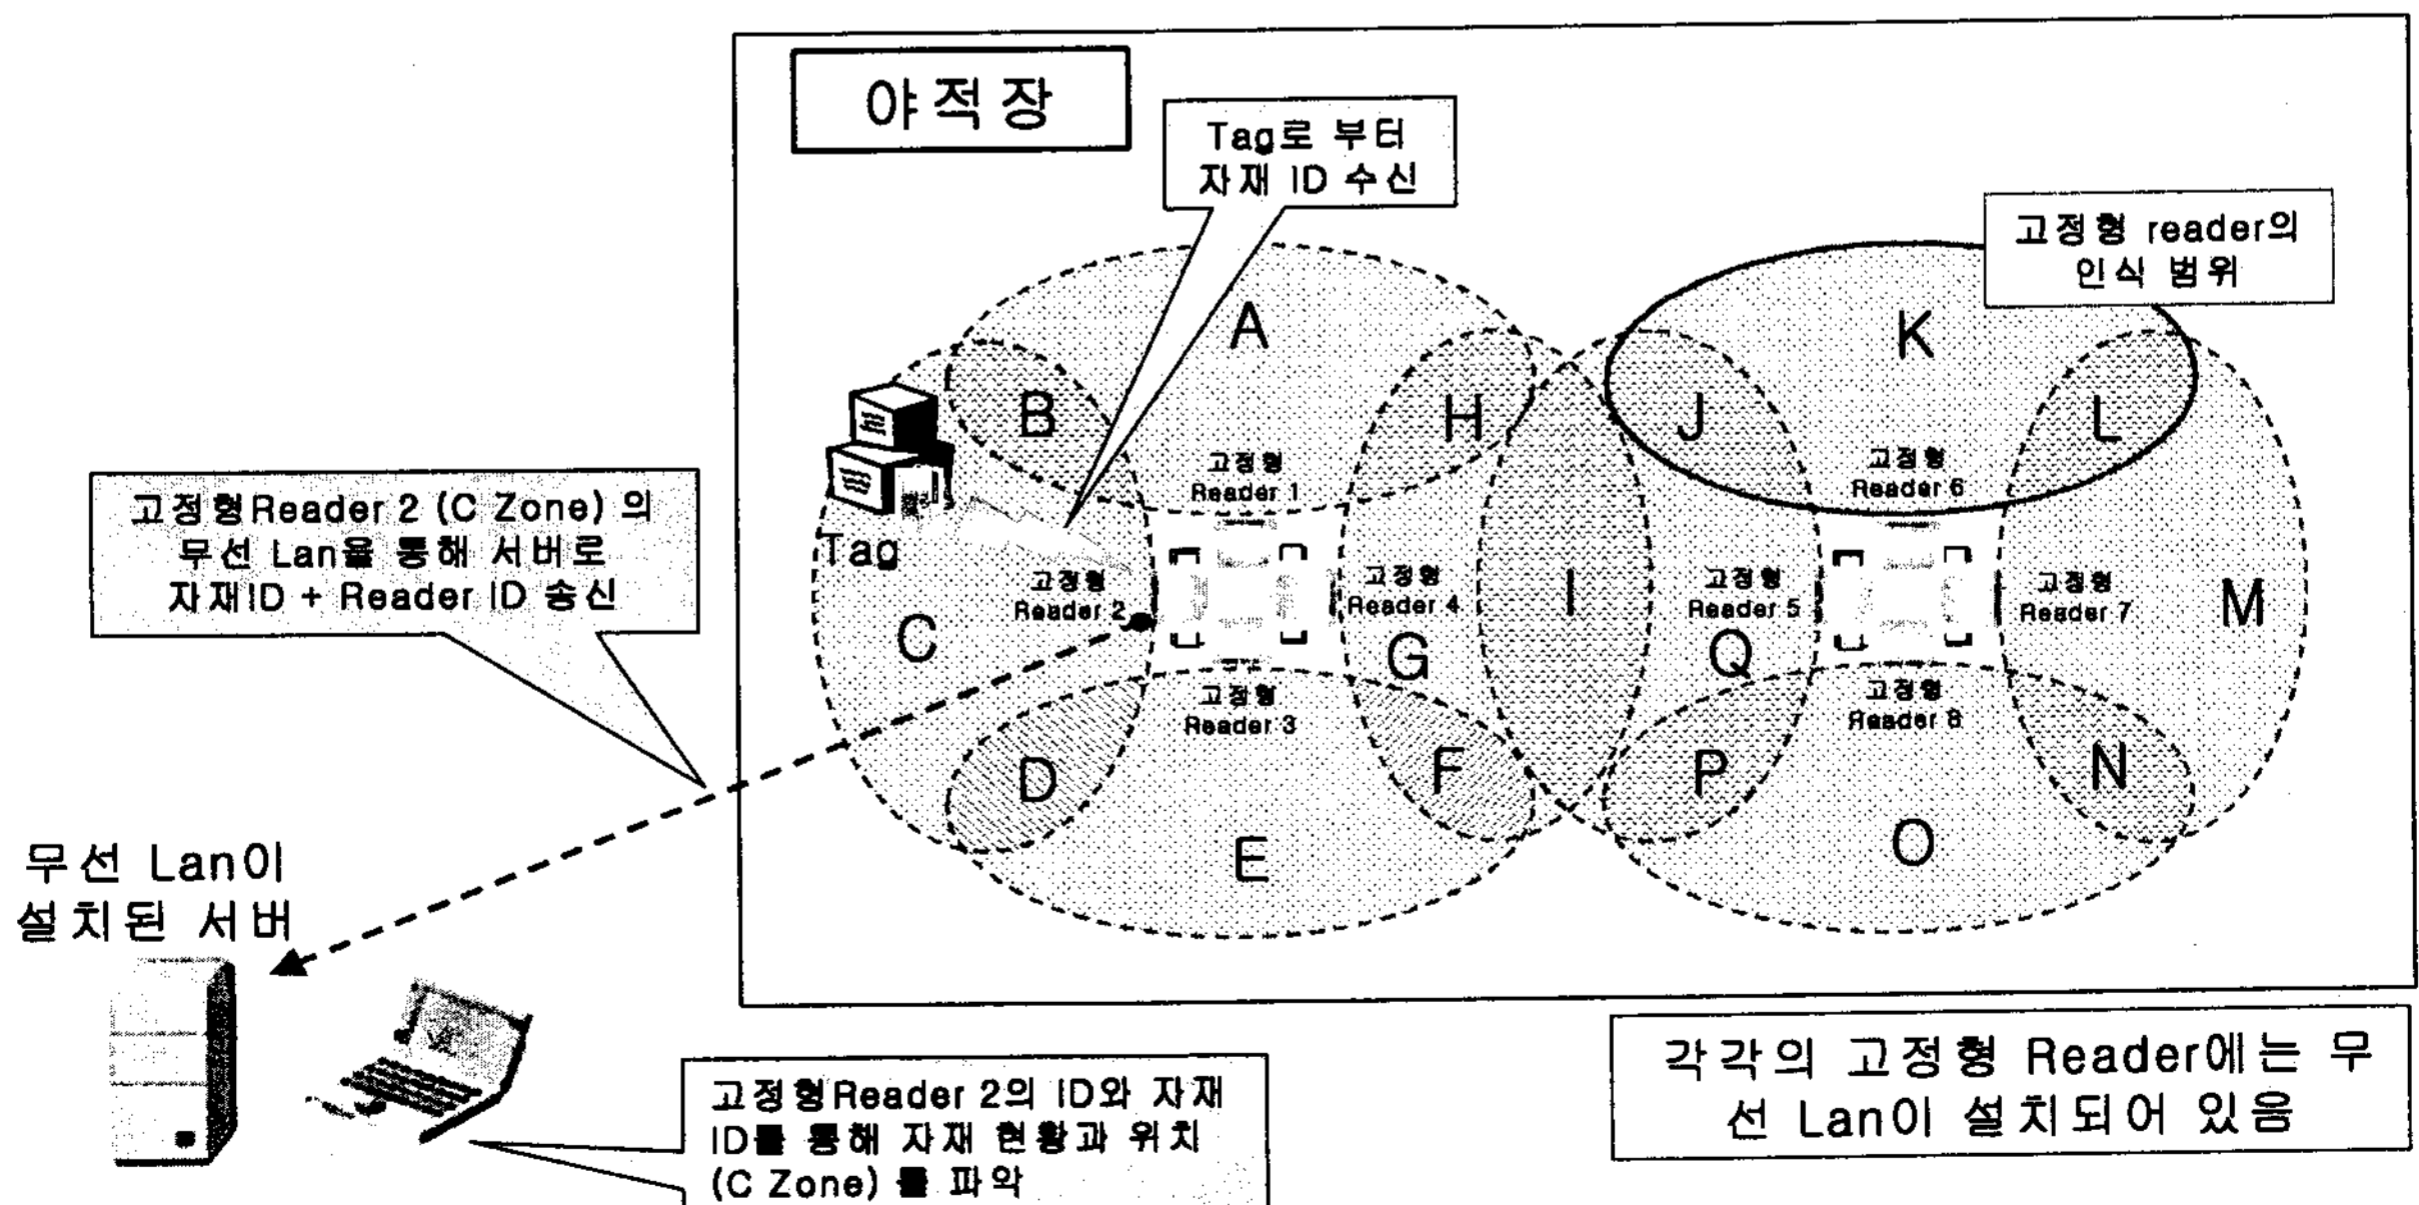 야적장
Tag로 부터
자재 ID 수신
고정형 reader의
인식 범위
A
K
B
H
J
L
고정형
Reader 1
고정형
Reader 6
고정형Reader 2 (C Zone) 의
무선 Lan을 통해 서버로
자재ID + Reader ID 송신
Tag
고정형
Reader 2
고정형
Reader 4
I
고정형
Reader 5
고정형
Reader 7
M
C
G
Q
고정형
Reader 3
고정형
Reader 8
D
F
P
N
E
O
무선 Lan이
설치된 서버
고정형Reader 2의 ID와 자재
ID를 통해 자재 현황과 위치
(C Zone) 를 파악
각각의 고정형 Reader에는 무
선 Lan이 설치되어 있음